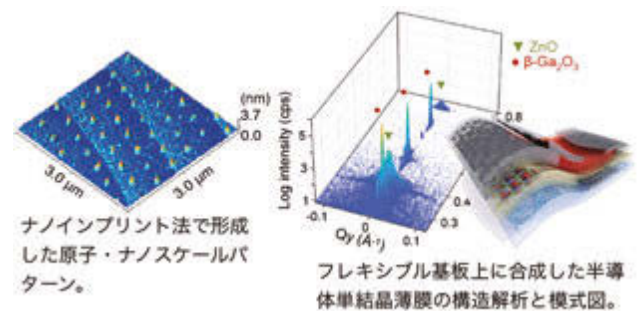 (nm)
3.7
0.0
3.0 μm
3.0 μm
ナノインプリント法で形成
した原子・ナノスケールパ
ターン。
▼ ZnO
● β-Ga₂O₃
Log intensity (cps)
5
3
1
-0.1
0
0.1
Qy (Å-¹)
0.3
0.4
0.8
フレキシブル基板上に合成した半導
体単結晶薄膜の構造解析と模式図。